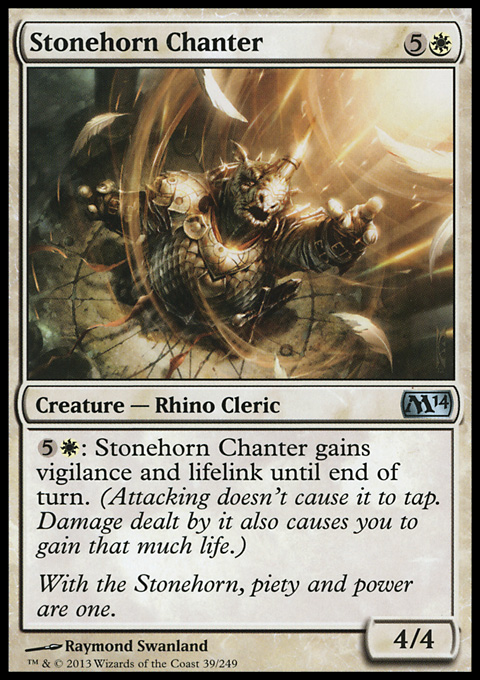 Stonehorn Chanter 5
Creature — Rhino Cleric M14
5: Stonehorn Chanter gains
vigilance and lifelink until end of
turn. (Attacking doesn't cause it to tap.
Damage dealt by it also causes you to
gain that much life.)
With the Stonehorn, piety and power
are one.
Raymond Swanland
4/4
™ & © 2013 Wizards of the Coast 39/249